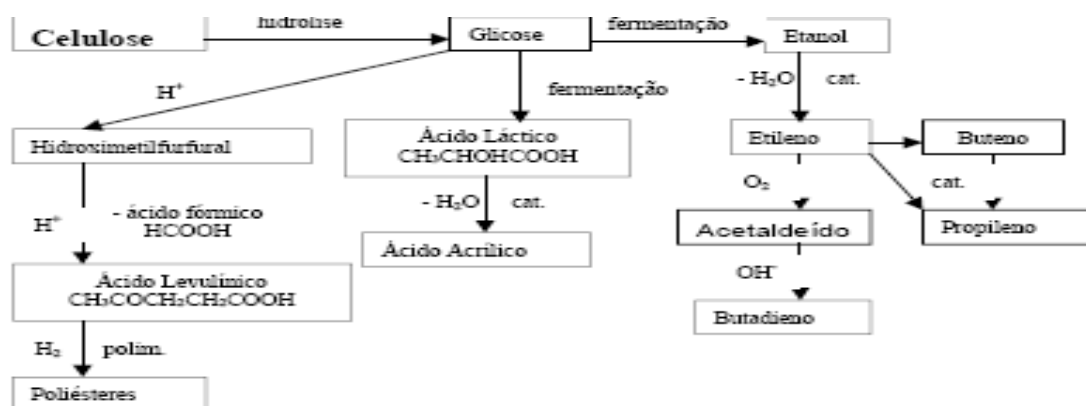 Celulose
hidrólise
Glicose
fermentação
Etanol
H⁺
fermentação
- H₂O cat.
Hidroximetilfurfural
Ácido Láctico
CH₃CHOHCOOH
Etileno
Buteno
H⁺
- ácido fórmico
HCOOH
- H₂O cat.
O₂
cat.
Ácido Acrílico
Acetaldeído
Propileno
Ácido Levulínico
CH₃COCH₂CH₂COOH
OH⁻
Butadieno
H₂ polim.
Poliésteres